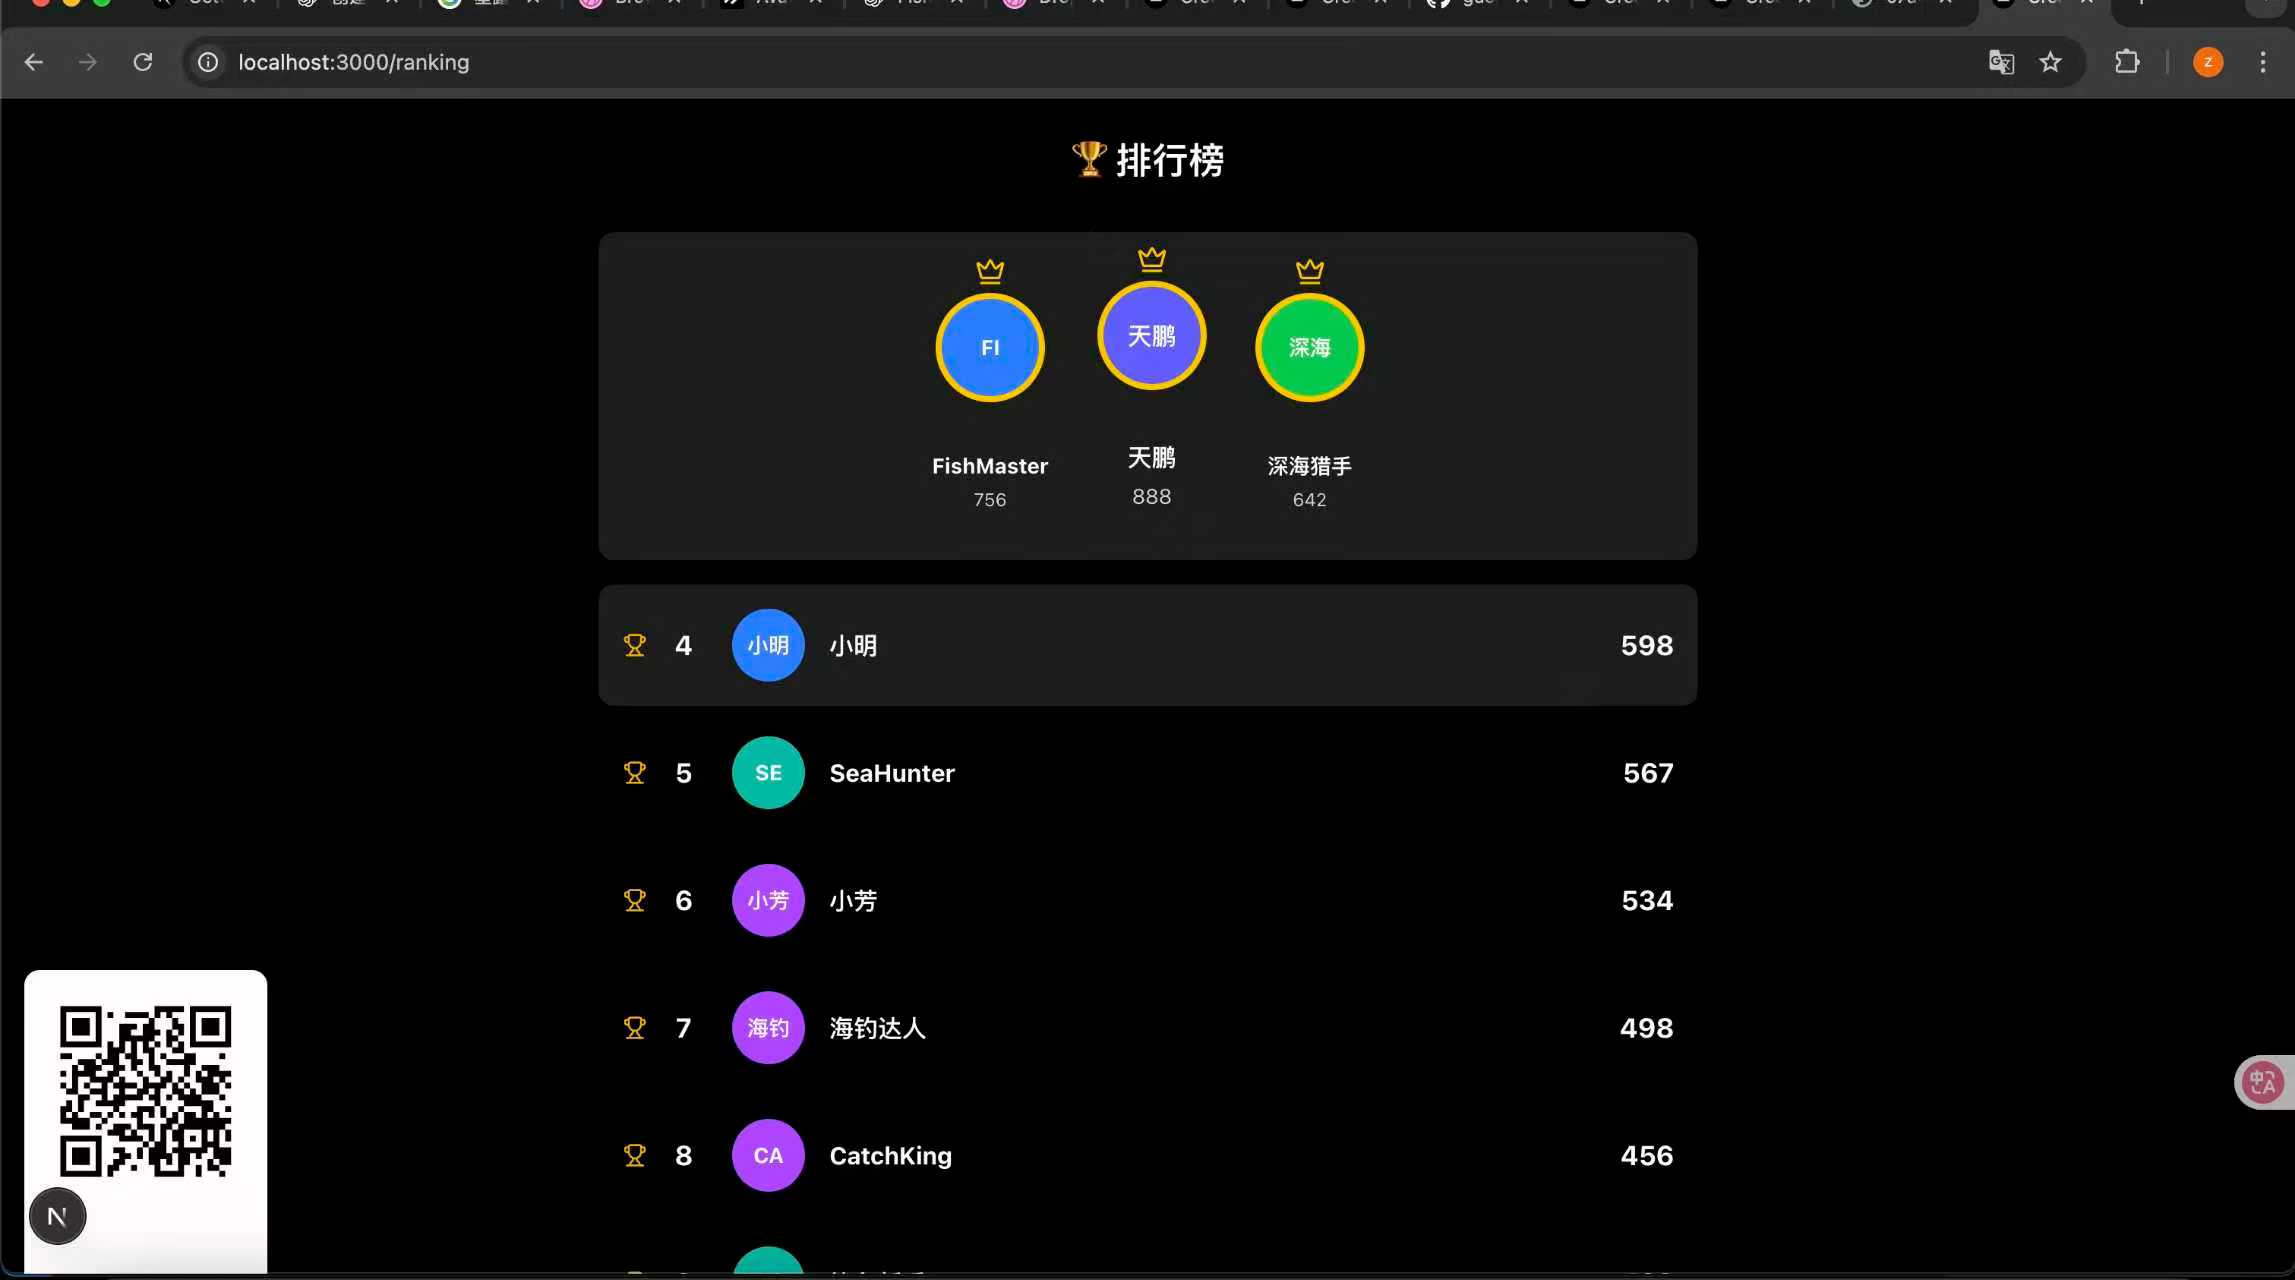 localhost:3000/ranking
z
🏆 排行榜
FI
天鹏
深海
FishMaster
天鹏
深海猎手
756
888
642
4 小明 小明 598
5 SE SeaHunter 567
6 小芳 小芳 534
7 海钓 海钓达人 498
8 CA CatchKing 456
N